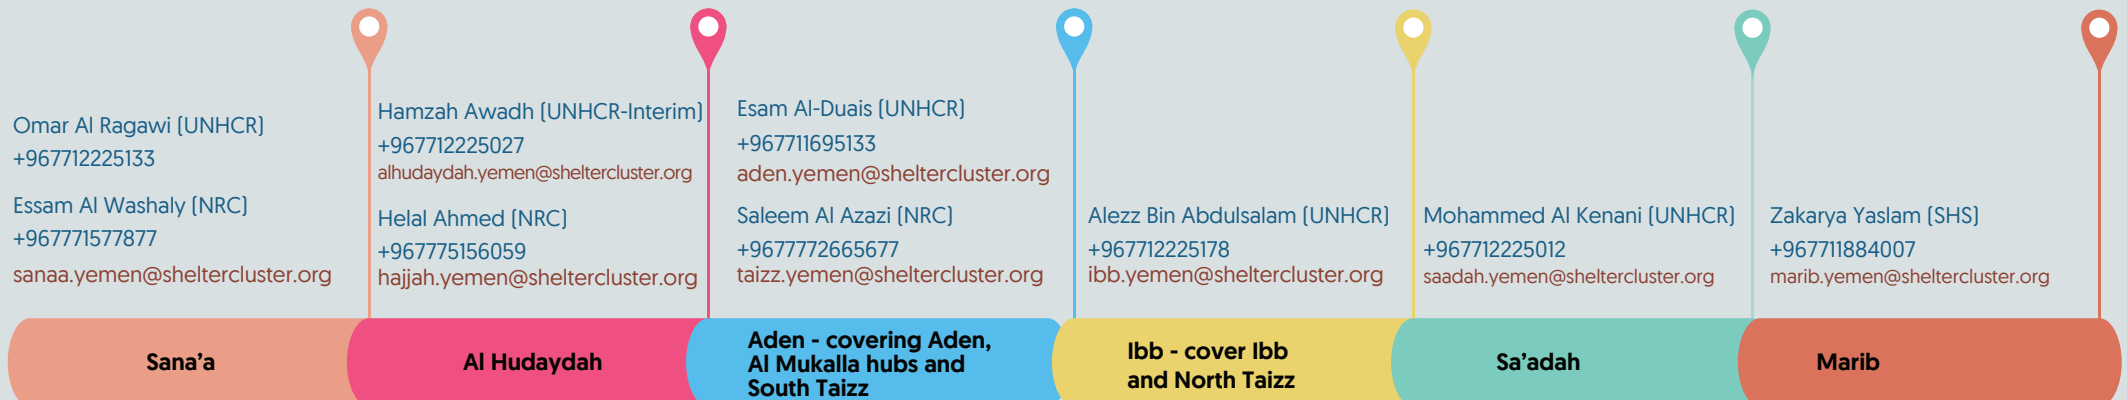 Omar Al Ragawi (UNHCR)
+967712225133
Essam Al Washaly (NRC)
+967771577877
sanaa.yemen@sheltercluster.org
Sana’a
Hamzah Awadh (UNHCR-Interim)
+967712225027
alhudaydah.yemen@sheltercluster.org
Helal Ahmed (NRC)
+967775156059
hajjah.yemen@sheltercluster.org
Al Hudaydah
Esam Al-Duais (UNHCR)
+967711695133
aden.yemen@sheltercluster.org
Saleem Al Azazi (NRC)
+9677772665677
taizz.yemen@sheltercluster.org
Aden - covering Aden,
Al Mukalla hubs and
South Taizz
Alezz Bin Abdulsalam (UNHCR)
+967712225178
ibb.yemen@sheltercluster.org
Ibb - cover Ibb
and North Taizz
Mohammed Al Kenani (UNHCR)
+967712225012
saadah.yemen@sheltercluster.org
Sa’adah
Zakarya Yaslam (SHS)
+967711884007
marib.yemen@sheltercluster.org
Marib